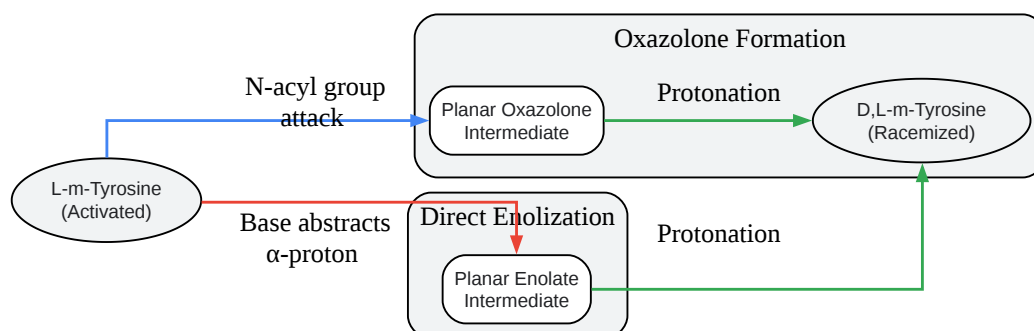 Oxazolone Formation
N-acyl group
attack
Planar Oxazolone
Intermediate
Protonation
D,L-m-Tyrosine
(Racemized)
L-m-Tyrosine
(Activated)
Base abstracts
α-proton
Direct Enolization
Planar Enolate
Intermediate
Protonation